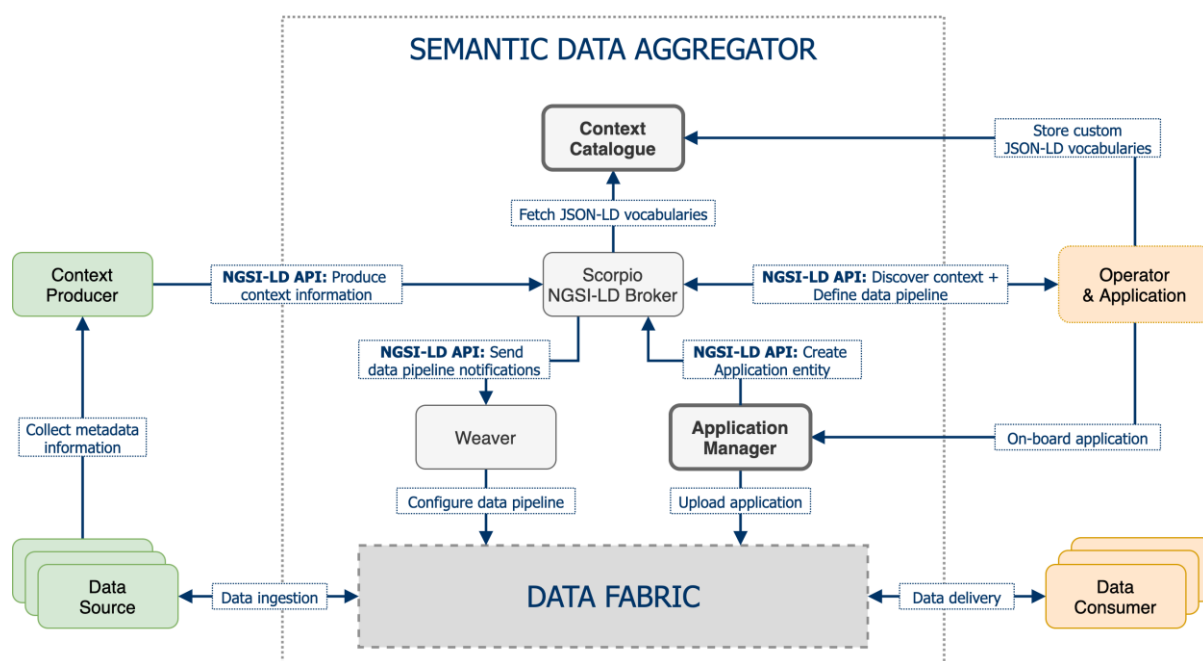 SEMANTIC DATA AGGREGATOR
Context
Catalogue
Store custom
JSON-LD vocabularies
Fetch JSON-LD vocabularies
Context
Producer
NGSI-LD API: Produce
context information
Scorpio
NGSI-LD Broker
NGSI-LD API: Discover context +
Define data pipeline
Operator
& Application
NGSI-LD API: Send
data pipeline notifications
NGSI-LD API: Create
Application entity
Collect metadata
information
Weaver
Application
Manager
On-board application
Configure data pipeline
Upload application
Data
Source
Data ingestion
DATA FABRIC
Data delivery
Data
Consumer